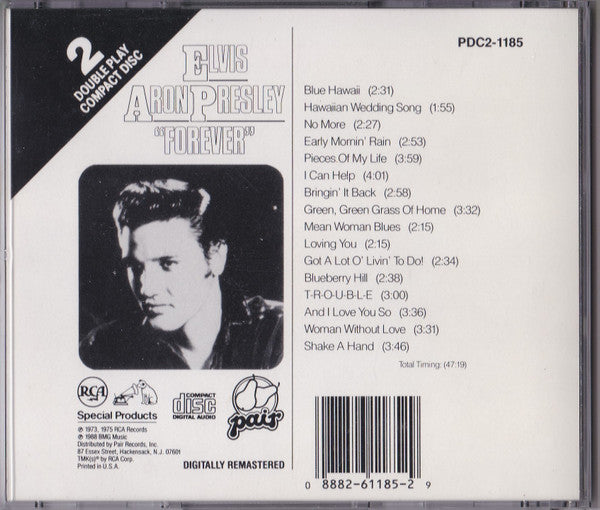 2
DOUBLE PLAY
COMPACT DISC
ELVIS
ARON PRESLEY
"FOREVER"
PDC2-1185
Blue Hawaii (2:31)
Hawaiian Wedding Song (1:55)
No More (2:27)
Early Mornin' Rain (2:53)
Pieces Of My Life (3:59)
I Can Help (4:01)
Bringin' It Back (2:58)
Green, Green Grass Of Home (3:32)
Mean Woman Blues (2:15)
Loving You (2:15)
Got A Lot O' Livin' To Do! (2:34)
Blueberry Hill (2:38)
T-R-O-U-B-L-E (3:00)
And I Love You So (3:36)
Woman Without Love (3:31)
Shake A Hand (3:46)
Total Timing: (47:19)
RCA
Special Products
COMPACT
disc
DIGITAL AUDIO
pair
℗ 1973, 1975 RCA Records
℗ 1988 BMG Music
Distributed by Pair Records, Inc.
87 Essex Street, Hackensack, N.J. 07601
TMK(s)® by RCA Corp.
Printed in U.S.A.
DIGITALLY REMASTERED
0 8882-61185-2 9